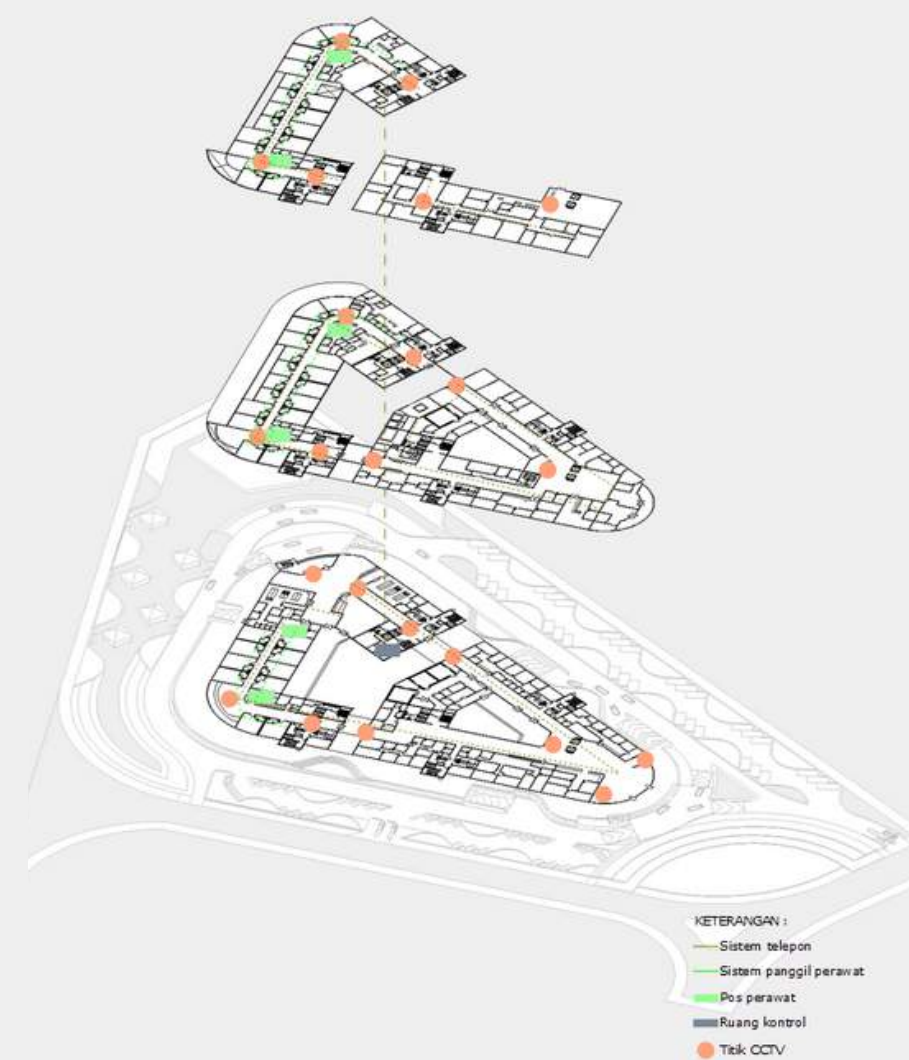 KETERANGAN :
Sistem telepon
Sistem panggil perawat
Pos perawat
Ruang kontrol
Titik CCTV